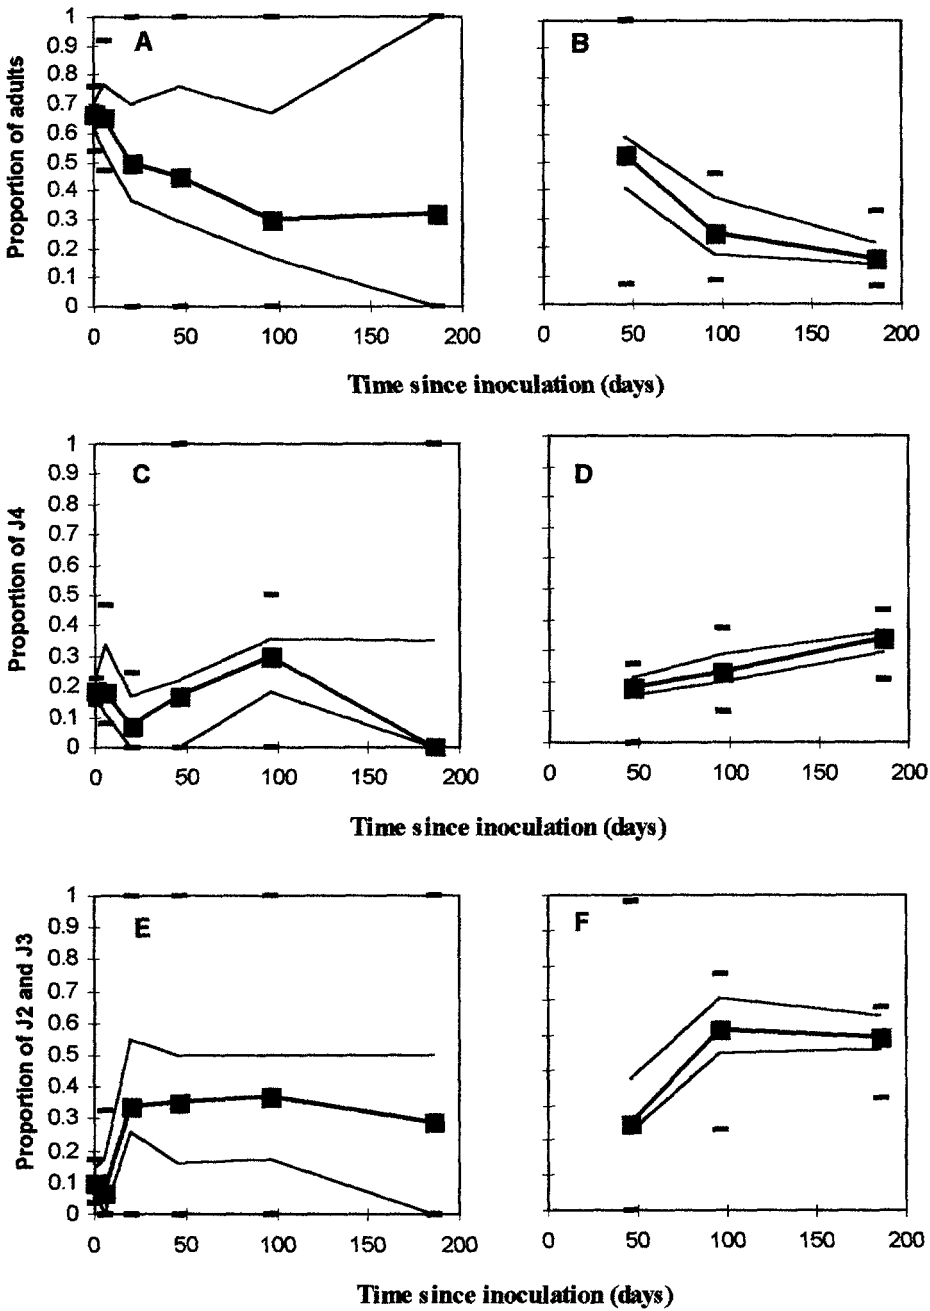 A
B
Proportion of adults
1
0.9
0.8
0.7
0.6
0.5
0.4
0.3
0.2
0.1
0
0 50 100 150 200
0 50 100 150 200
Time since inoculation (days)
C
D
Proportion of J4
1
0.9
0.8
0.7
0.6
0.5
0.4
0.3
0.2
0.1
0
0 50 100 150 200
0 50 100 150 200
Time since inoculation (days)
E
F
Proportion of J2 and J3
1
0.9
0.8
0.7
0.6
0.5
0.4
0.3
0.2
0.1
0
0 50 100 150 200
0 50 100 150 200
Time since inoculation (days)